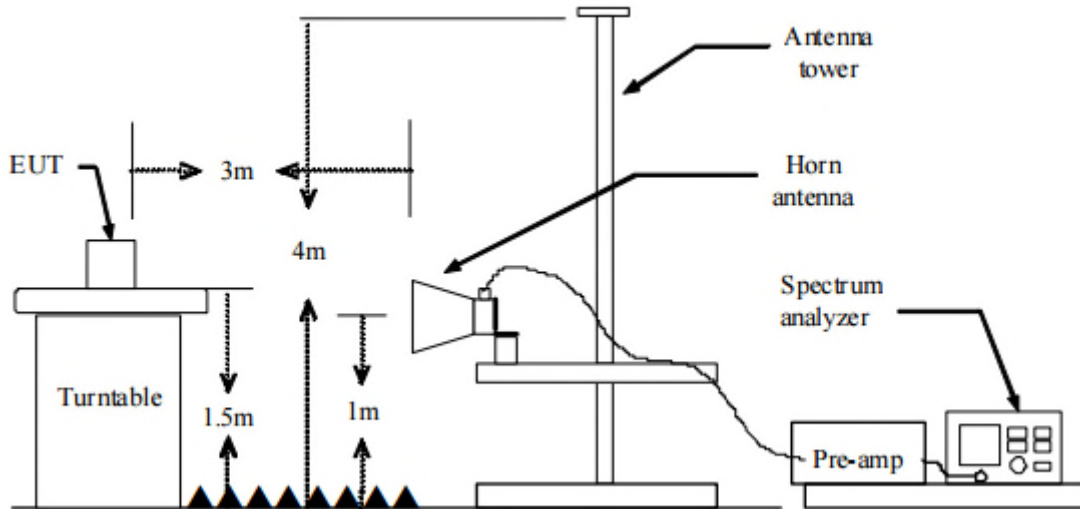 Antenna
tower
EUT
3m
Horn
antenna
4m
Spectrum
analyzer
Turntable
1.5m
1m
Pre-amp